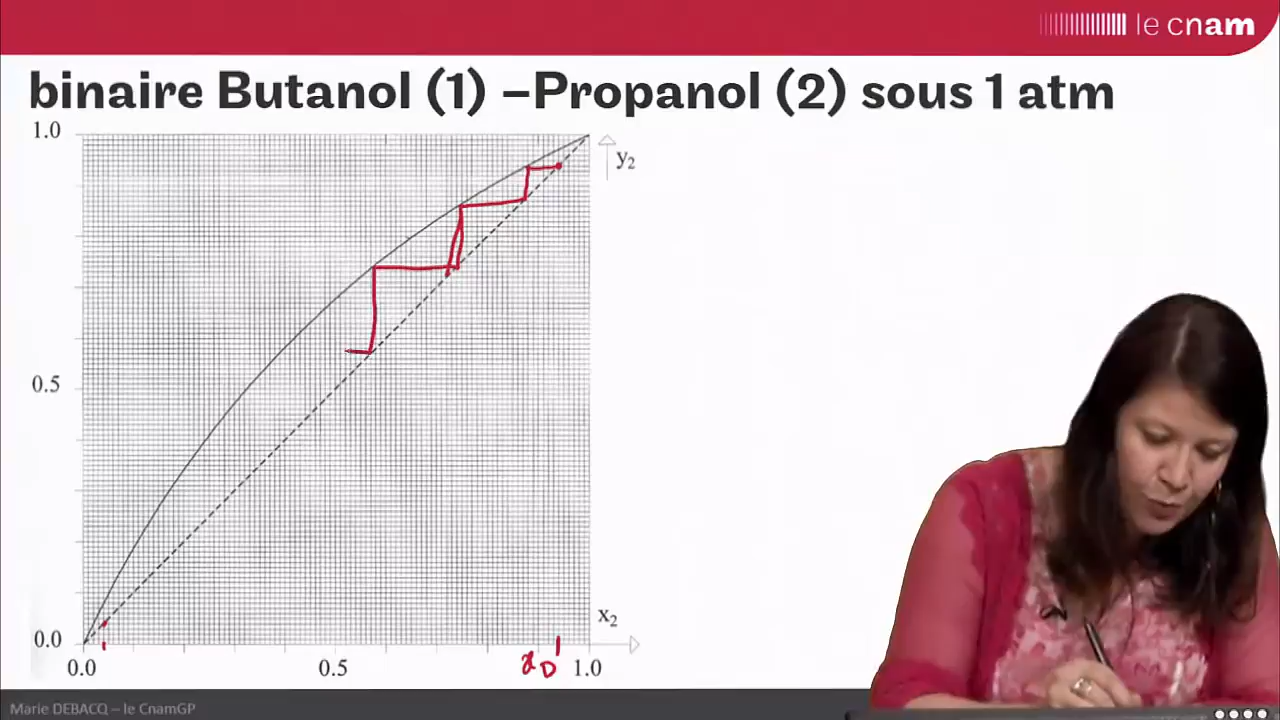 le cnam
binaire Butanol (1) –Propanol (2) sous 1 atm
1.0
y2
0.5
x2
0.0
0.0
0.5
xD
1.0
Marie DEBACQ – le CnamGP